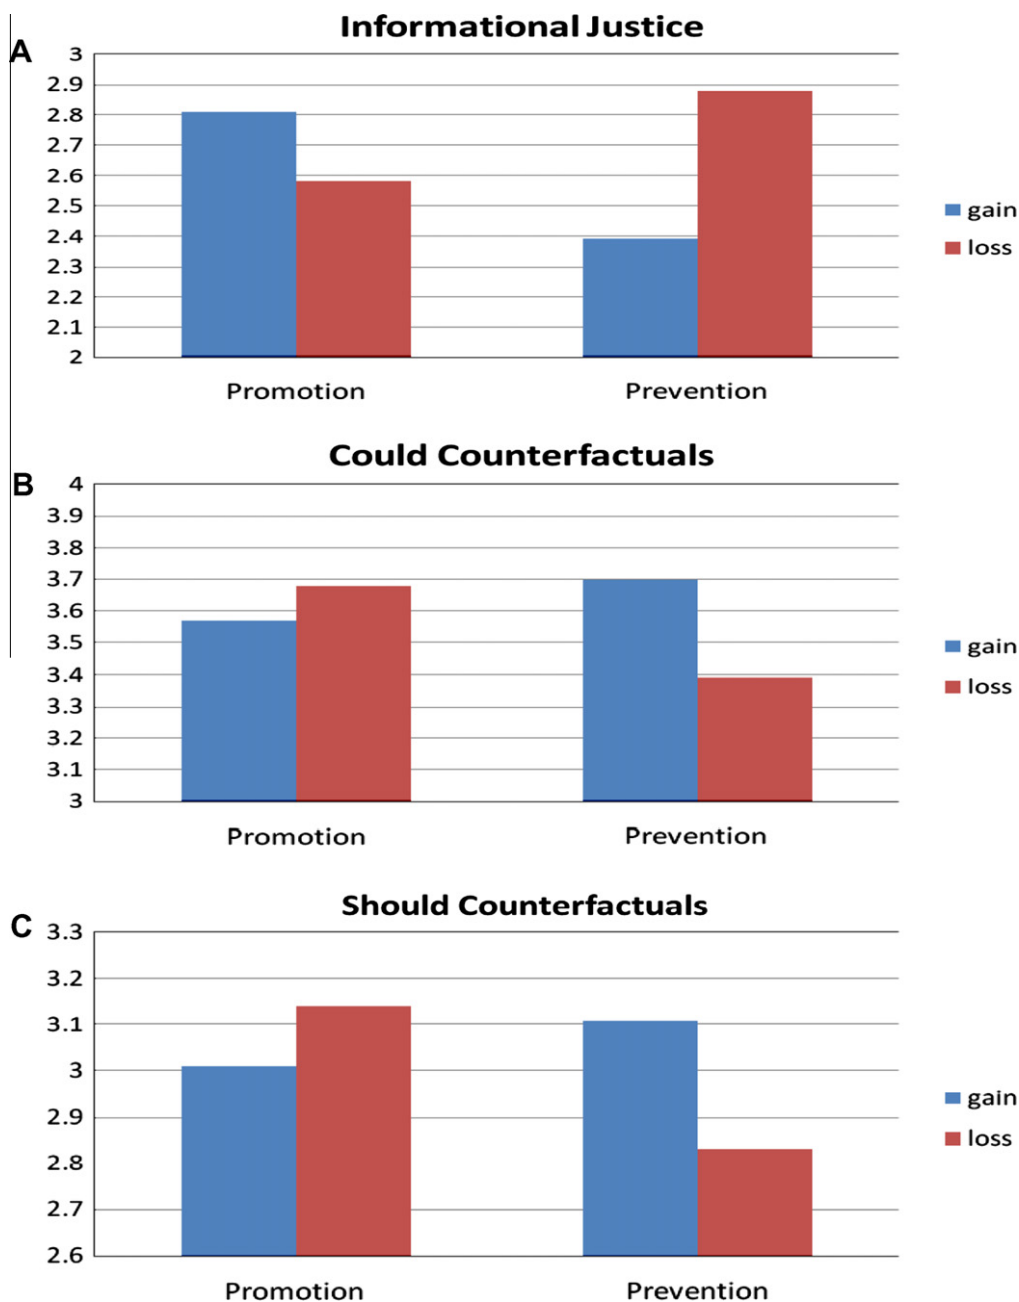 Informational Justice
A
3
2.9
2.8
2.7
2.6
2.5
2.4
2.3
2.2
2.1
2
gain
loss
Promotion Prevention
Could Counterfactuals
B
4
3.9
3.8
3.7
3.6
3.5
3.4
3.3
3.2
3.1
3
gain
loss
Promotion Prevention
Should Counterfactuals
C
3.3
3.2
3.1
3
2.9
2.8
2.7
2.6
gain
loss
Promotion Prevention